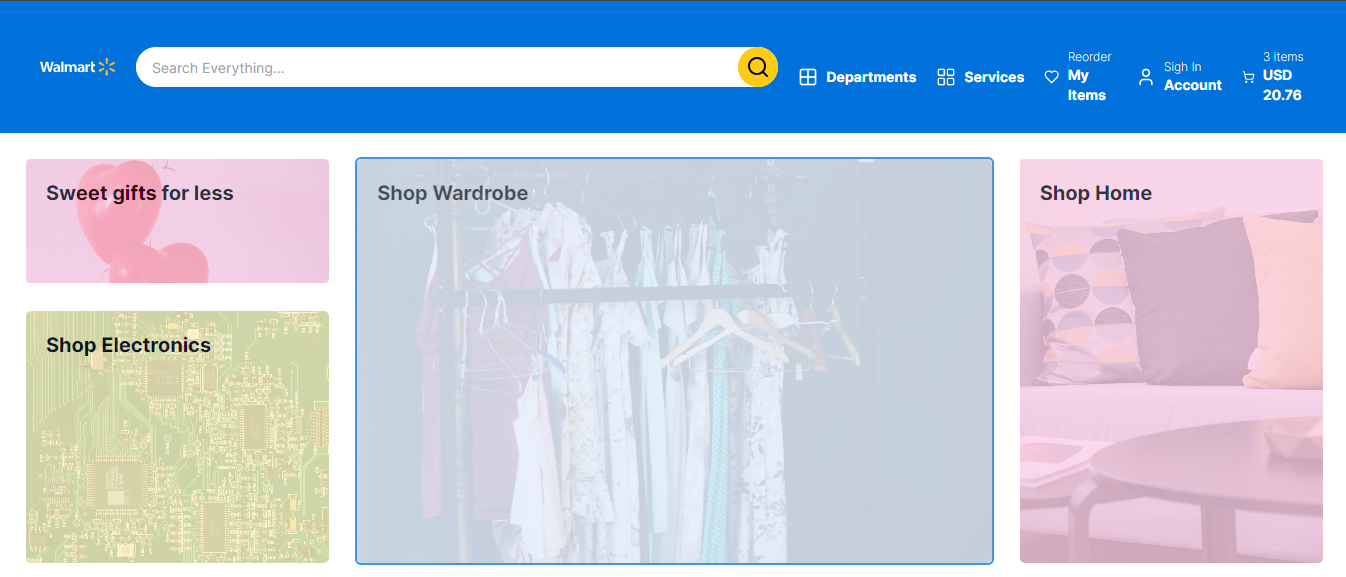 Walmart
Search Everything...
Departments
Services
Reorder
My
Items
Sigh In
Account
3 items
USD
20.76
Sweet gifts for less
Shop Wardrobe
Shop Home
Shop Electronics